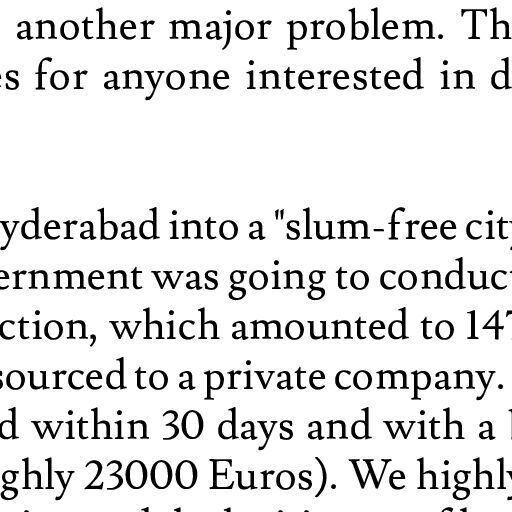 another major problem. Th
es for anyone interested in d
yderabad into a "slum-free city
ernment was going to conduct
ction, which amounted to 147
sourced to a private company.
d within 30 days and with a
ghly 23000 Euros). We highly